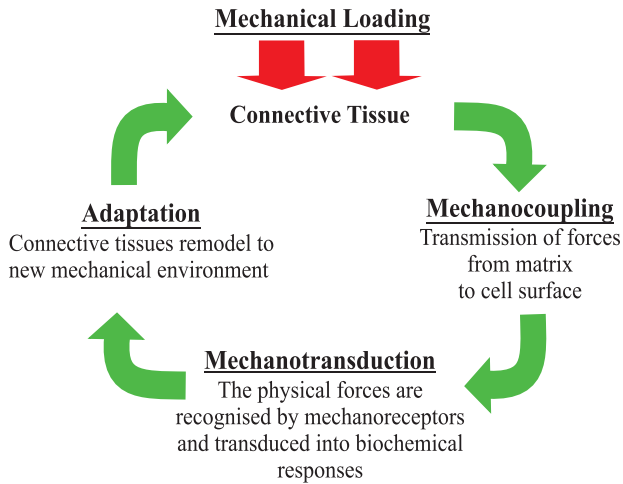 Mechanical Loading
Connective Tissue
Mechanocoupling
Transmission of forces
from matrix
to cell surface
Mechanotransduction
The physical forces are
recognised by mechanoreceptors
and transduced into biochemical
responses
Adaptation
Connective tissues remodel to
new mechanical environment